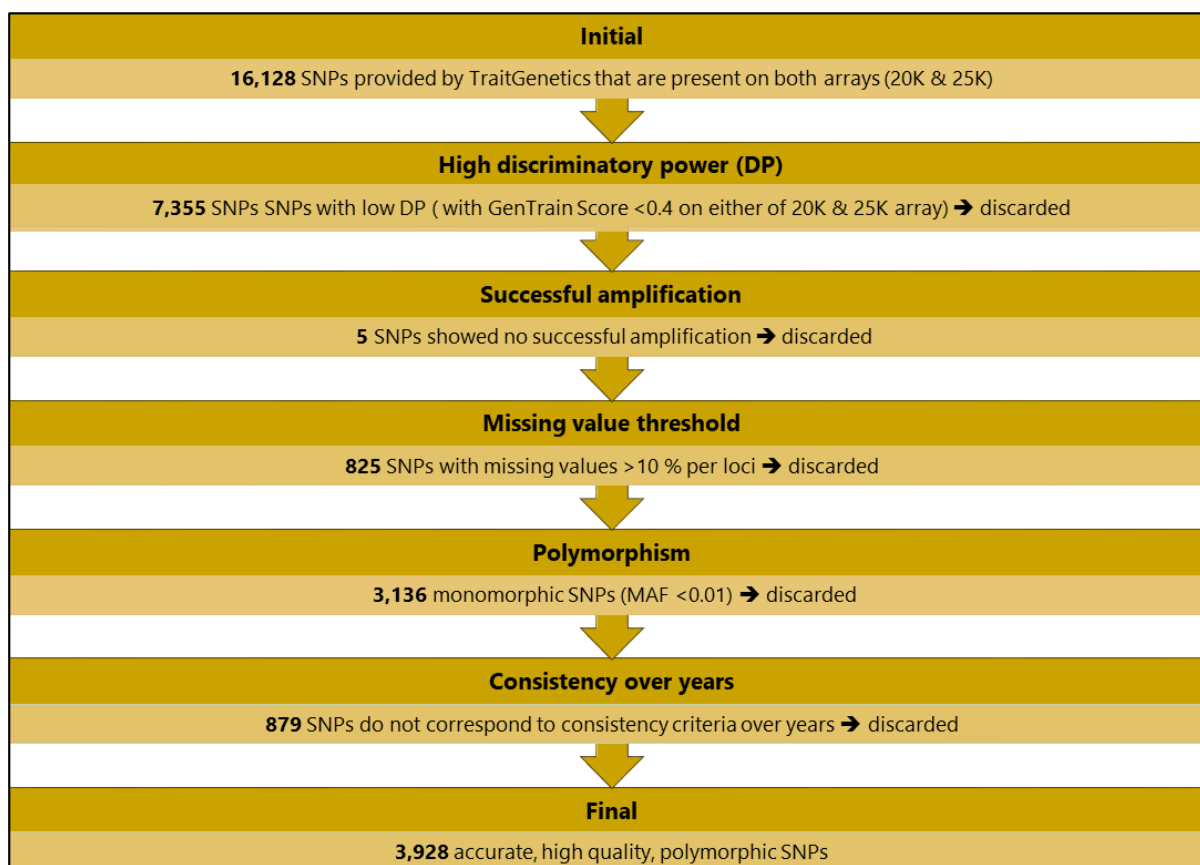 Initial
16,128 SNPs provided by TraitGenetics that are present on both arrays (20K & 25K)
High discriminatory power (DP)
7,355 SNPs SNPs with low DP ( with GenTrain Score <0.4 on either of 20K & 25K array) ➔ discarded
Successful amplification
5 SNPs showed no successful amplification ➔ discarded
Missing value threshold
825 SNPs with missing values >10 % per loci ➔ discarded
Polymorphism
3,136 monomorphic SNPs (MAF <0.01) ➔ discarded
Consistency over years
879 SNPs do not correspond to consistency criteria over years ➔ discarded
Final
3,928 accurate, high quality, polymorphic SNPs